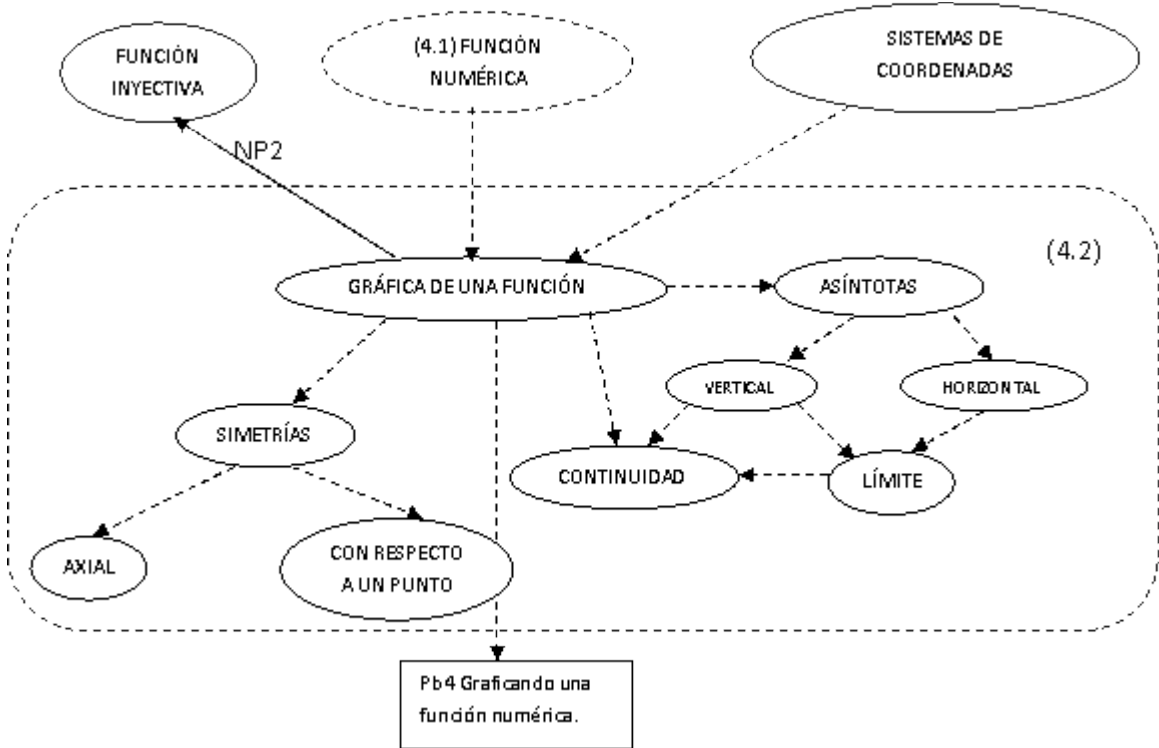 FUNCIÓN
INYECTIVA
(4.1) FUNCIÓN
NUMÉRICA
SISTEMAS DE
COORDENADAS
NP2
(4.2)
GRÁFICA DE UNA FUNCIÓN
ASÍNTOTAS
VERTICAL
HORIZONTAL
SIMETRÍAS
CONTINUIDAD
LÍMITE
AXIAL
CON RESPECTO
A UN PUNTO
Pb4 Graficando una
función numérica.